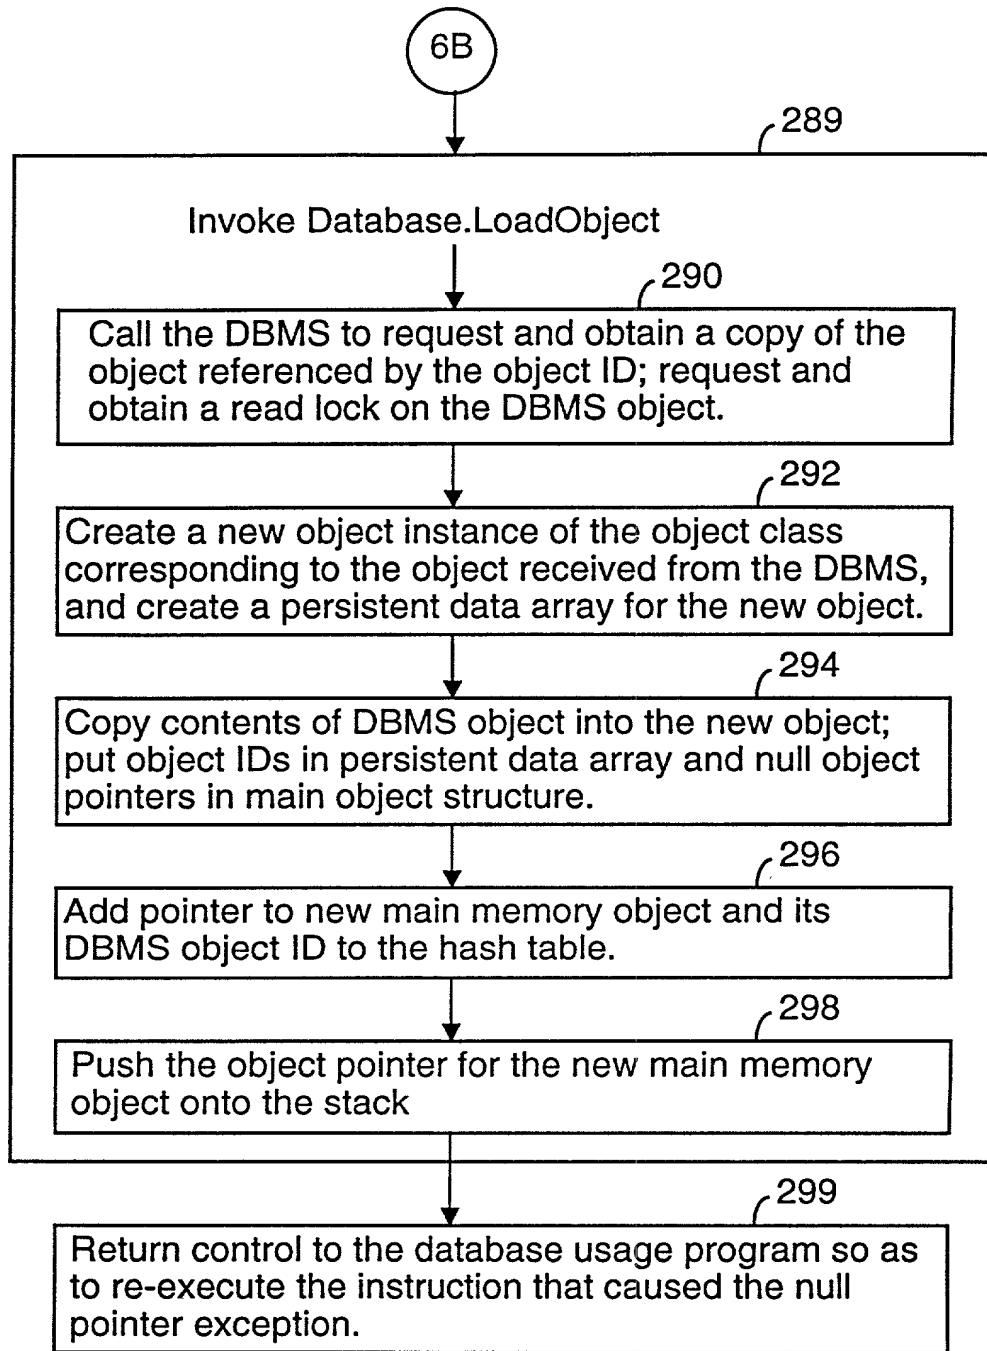 6B
289
Invoke Database.LoadObject
290
Call the DBMS to request and obtain a copy of the
object referenced by the object ID; request and
obtain a read lock on the DBMS object.
292
Create a new object instance of the object class
corresponding to the object received from the DBMS,
and create a persistent data array for the new object.
294
Copy contents of DBMS object into the new object;
put object IDs in persistent data array and null object
pointers in main object structure.
296
Add pointer to new main memory object and its
DBMS object ID to the hash table.
298
Push the object pointer for the new main memory
object onto the stack
299
Return control to the database usage program so as
to re-execute the instruction that caused the null
pointer exception.